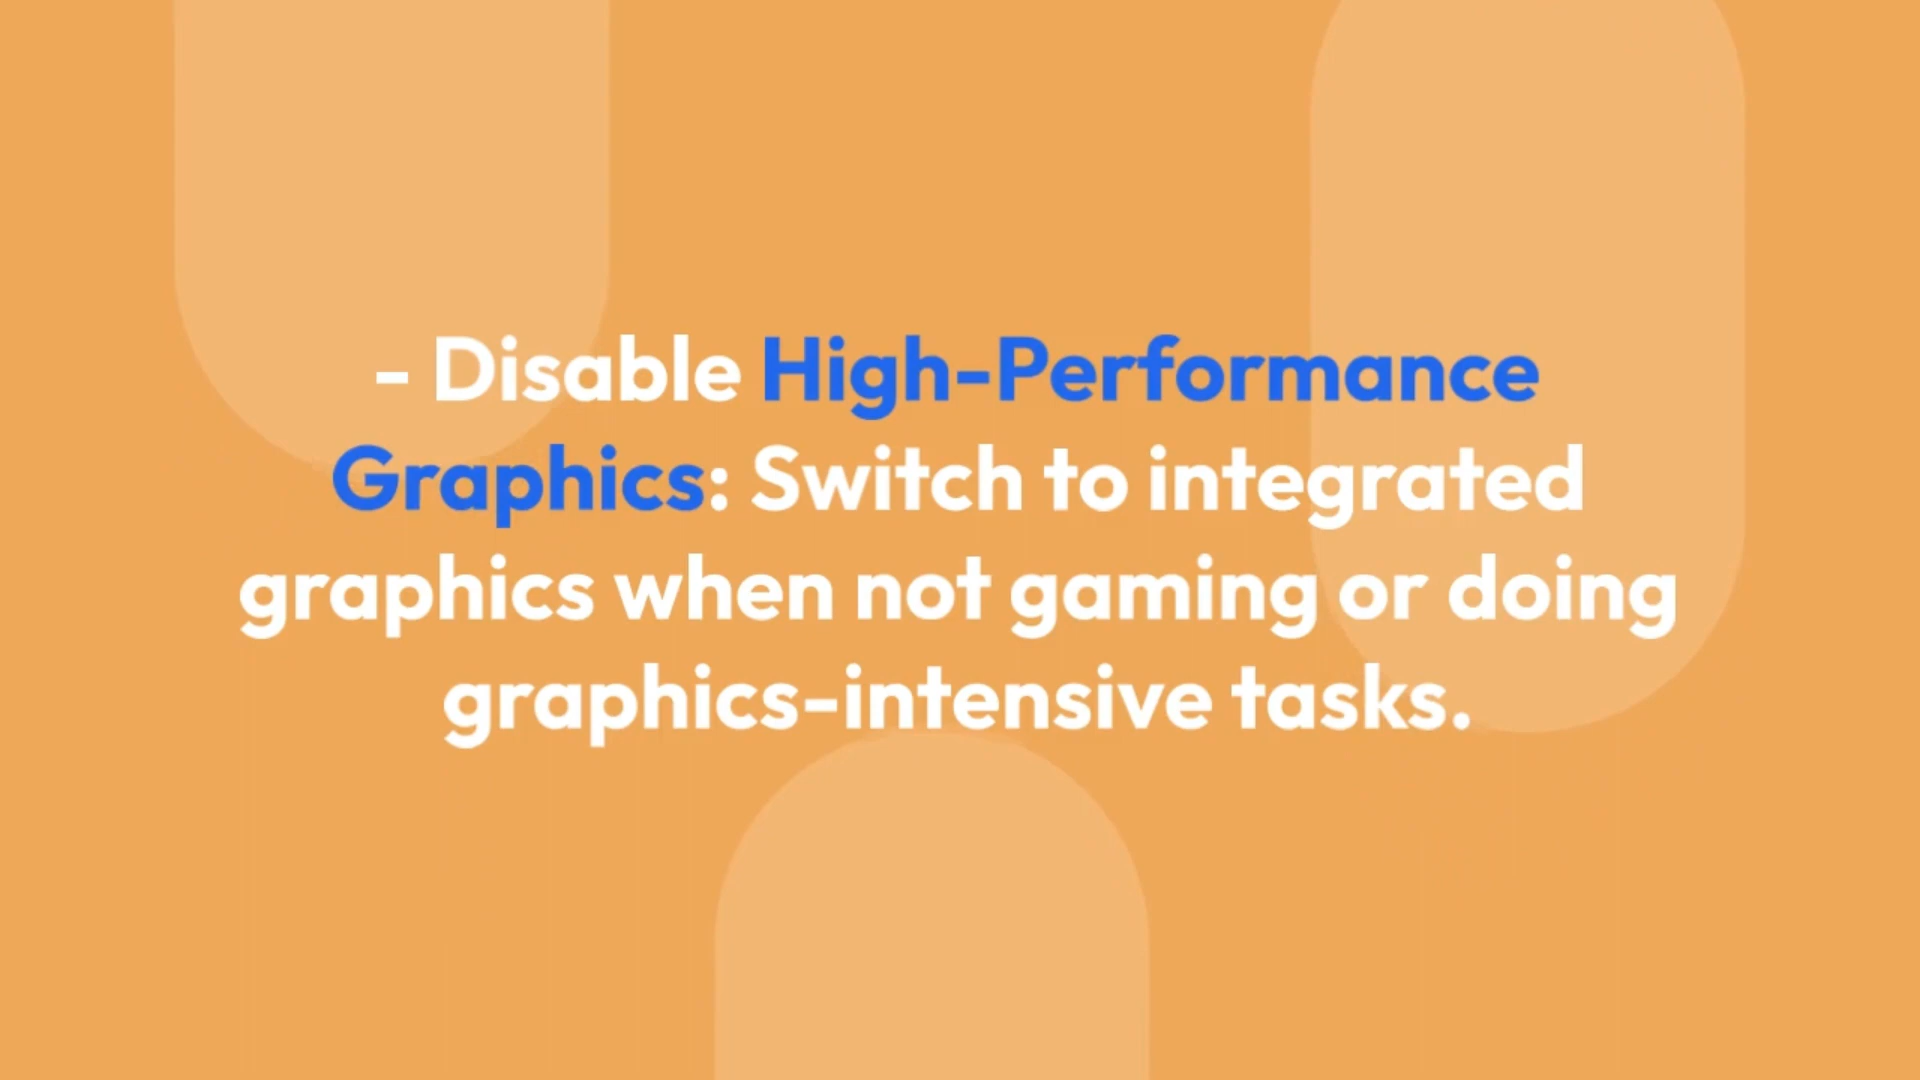 - Disable High-Performance
Graphics: Switch to integrated
graphics when not gaming or doing
graphics-intensive tasks.